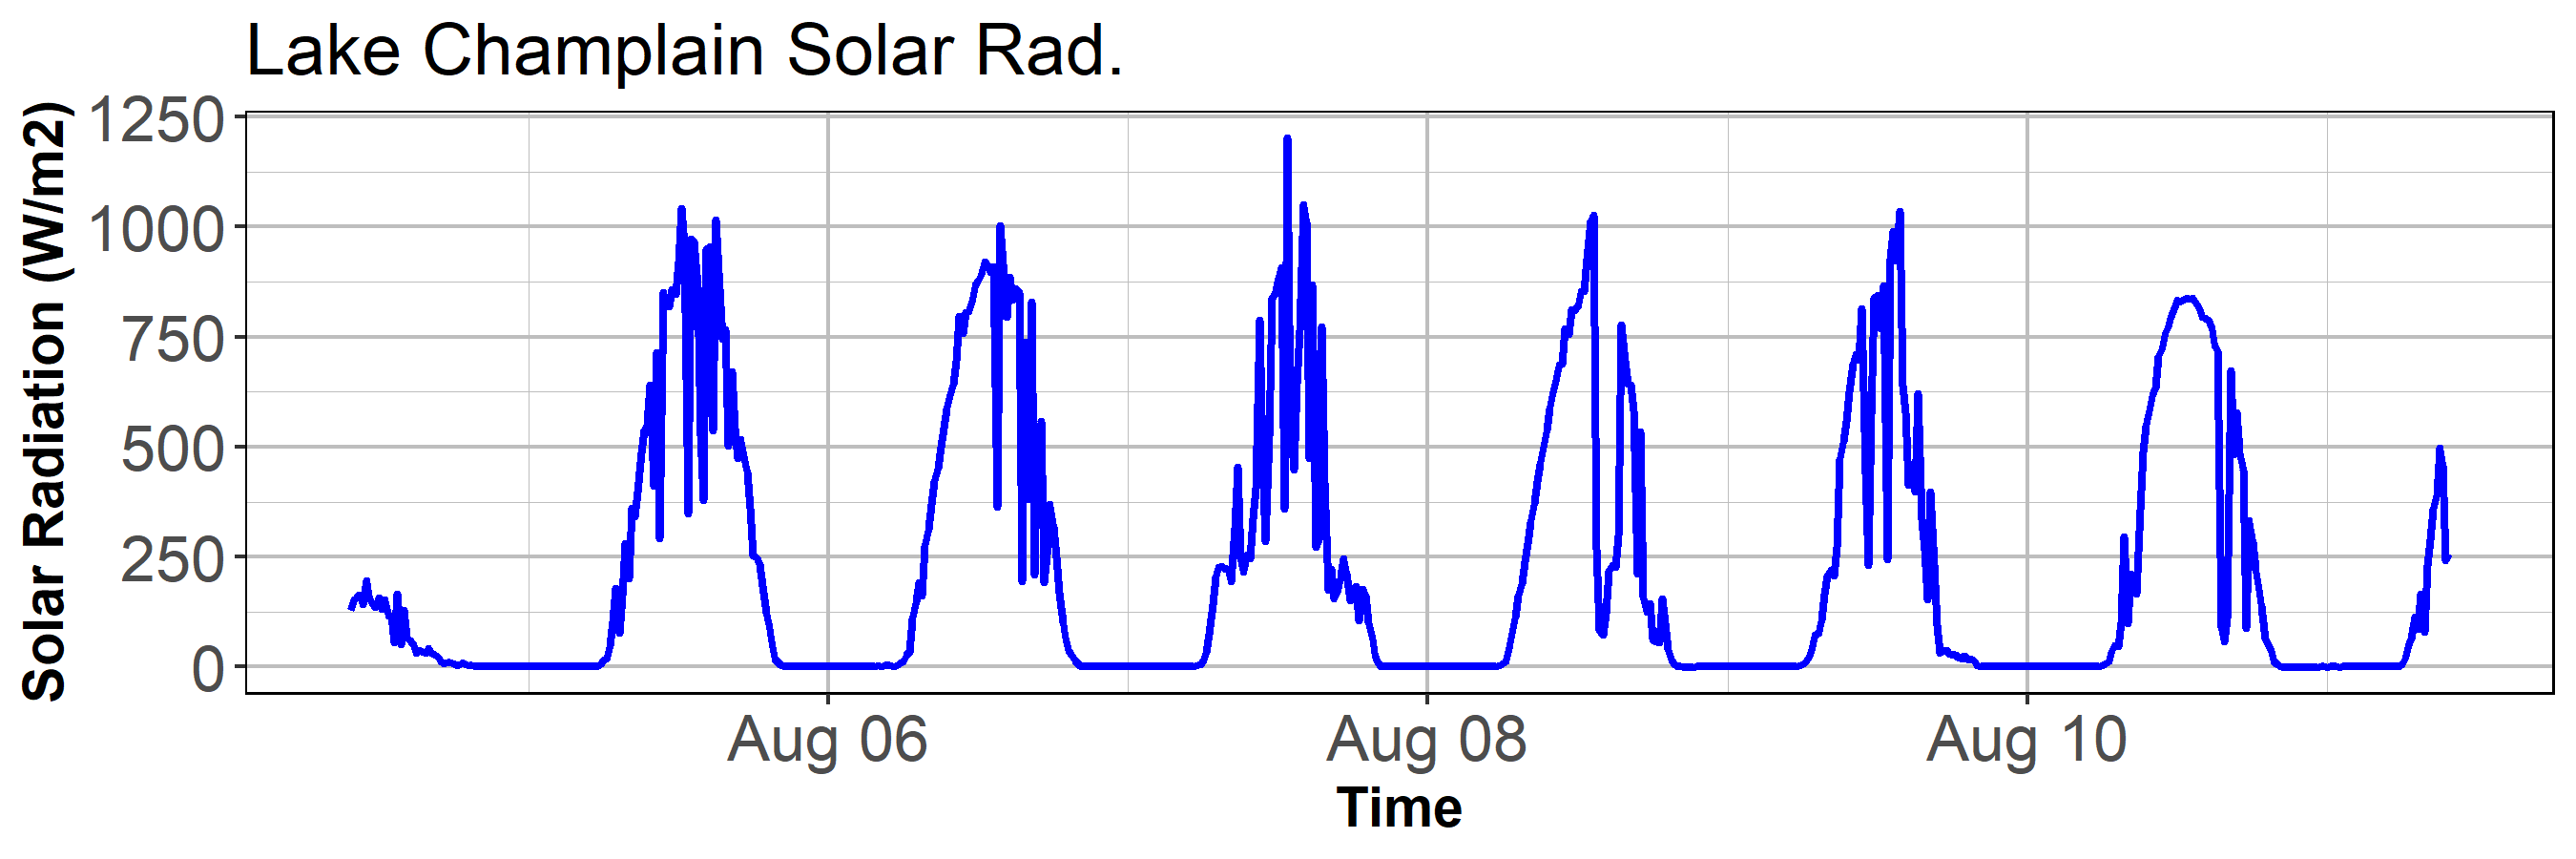 Lake Champlain Solar Rad.
Solar Radiation (W/m2)
1250
1000
750
500
250
0
Aug 06
Aug 08
Aug 10
Time